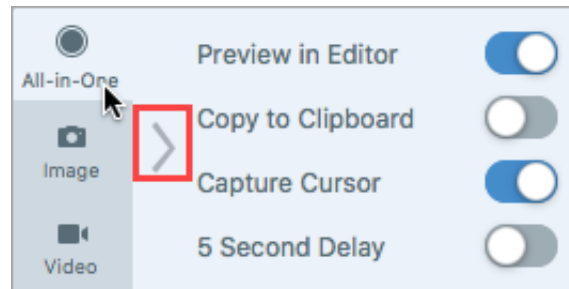 All-in-One
Image
Video
Preview in Editor
Copy to Clipboard
Capture Cursor
5 Second Delay